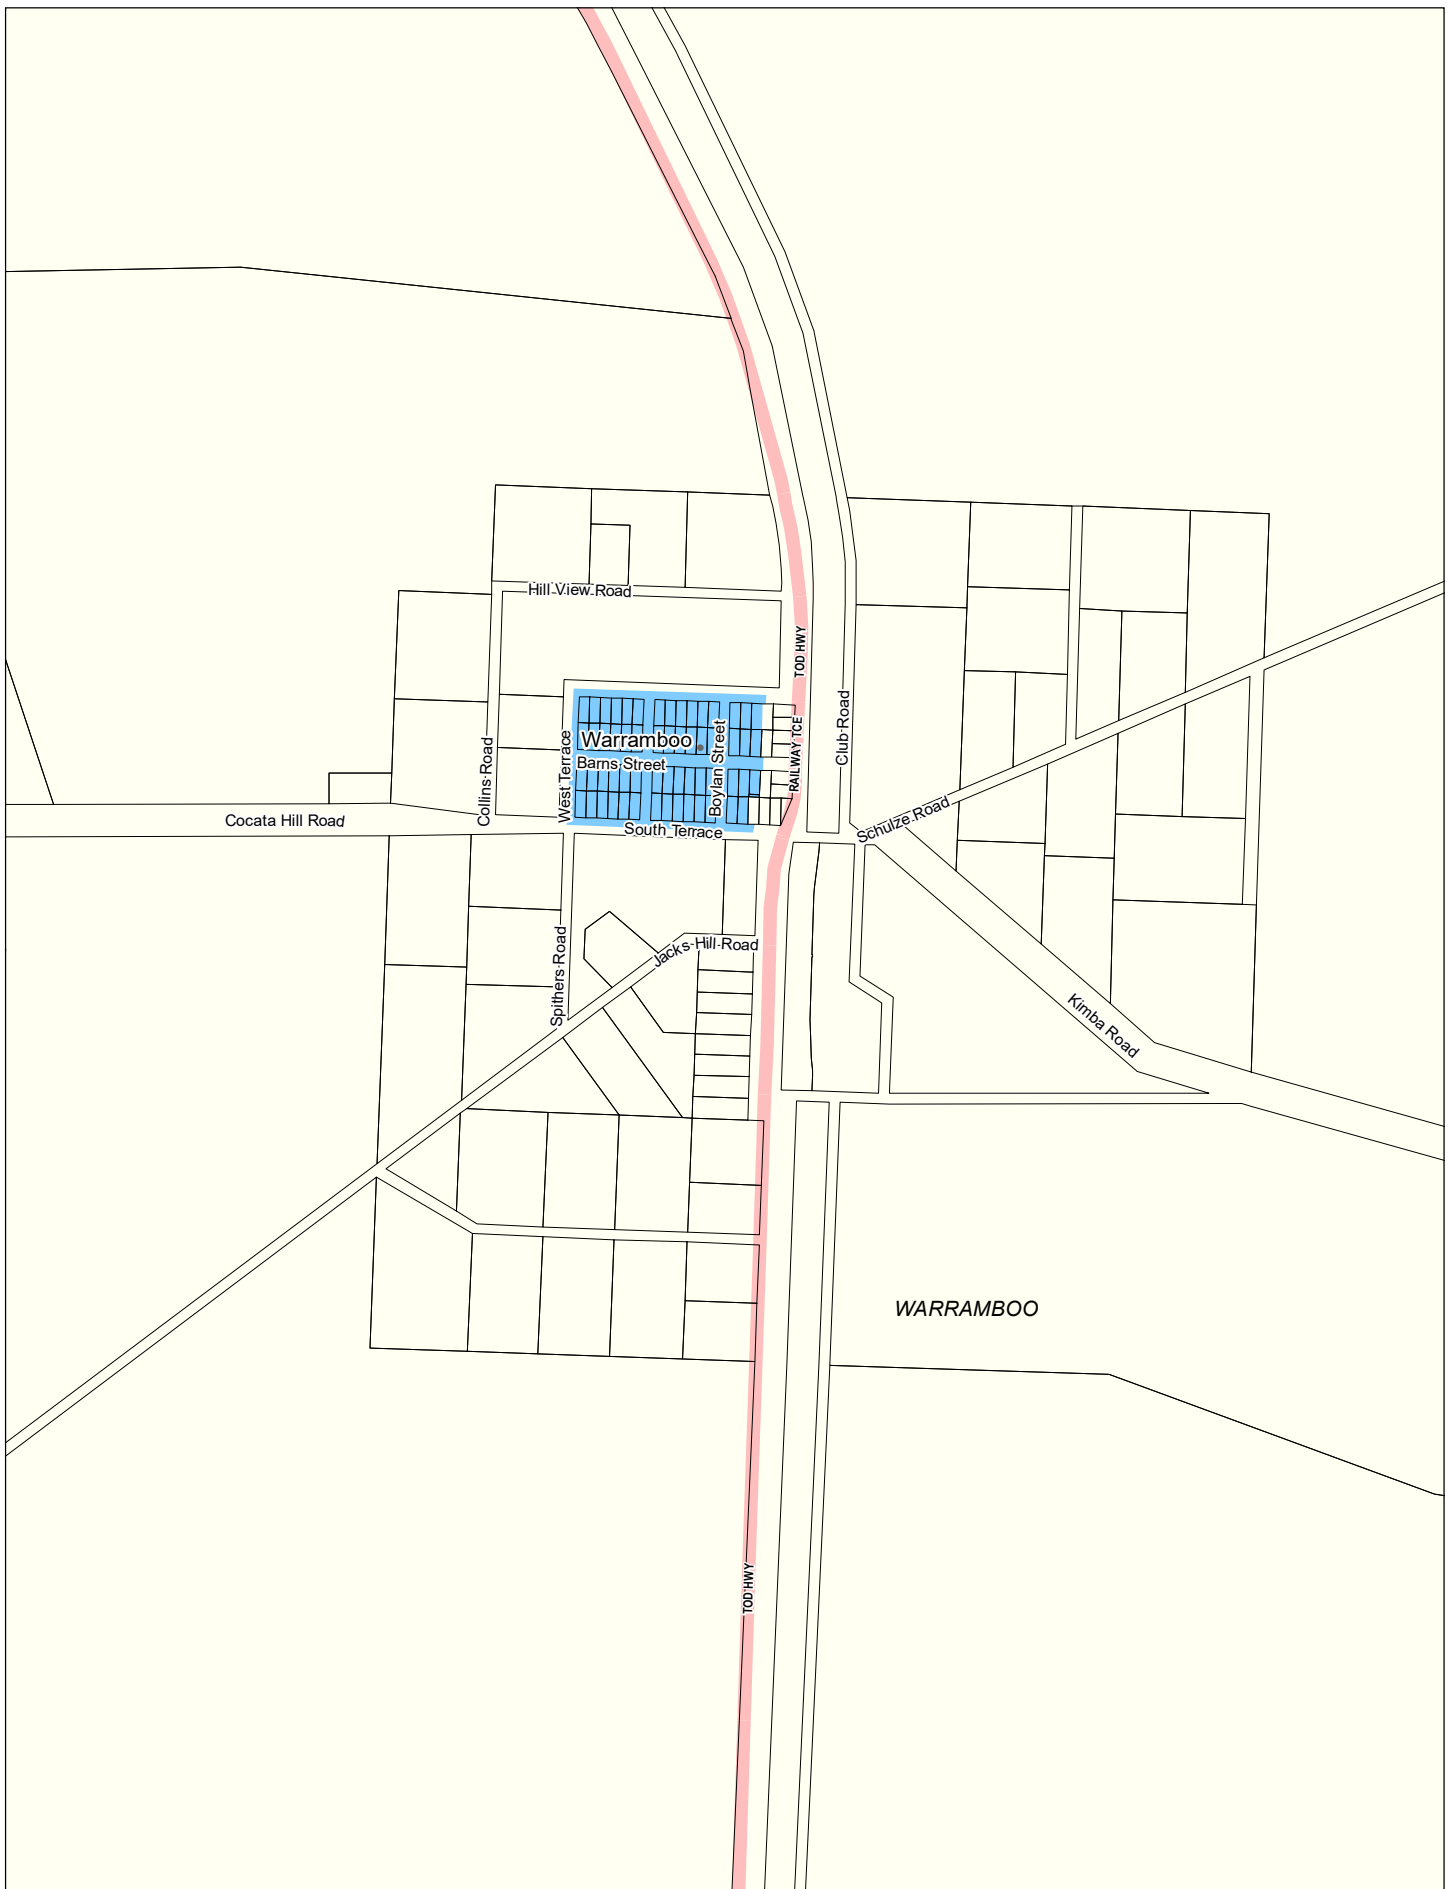 Hill View Road
TOD HWY
Club Road
RAILWAY TCE
Warramboo
Boylan Street
West Terrace
Barns Street
Collins Road
Cocata Hill Road
South Terrace
Schulze Road
Jacks Hill Road
Spithers Road
Kimba Road
WARRAMBOO
TOD HWY